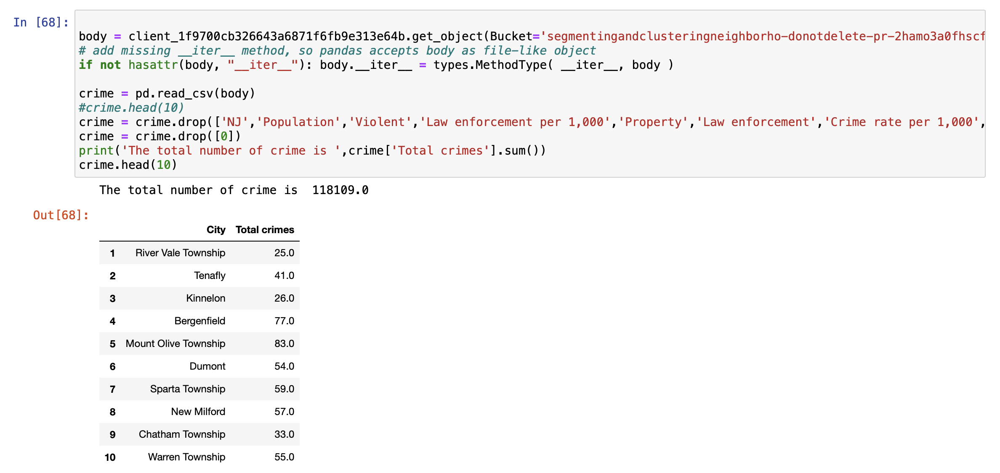 In [68]:
body = client_1f9700cb326643a6871f6fb9e313e64b.get_object(Bucket='segmentingandclusteringneighborho-donotdelete-pr-2hamo3a0fhscf
# add missing __iter__ method, so pandas accepts body as file-like object
if not hasattr(body, "__iter__"): body.__iter__ = types.MethodType( __iter__, body )
crime = pd.read_csv(body)
#crime.head(10)
crime = crime.drop(['NJ','Population','Violent','Law enforcement per 1,000','Property','Law enforcement','Crime rate per 1,000',
crime = crime.drop([0])
print('The total number of crime is ',crime['Total crimes'].sum())
crime.head(10)
The total number of crime is  118109.0
Out[68]:
City Total crimes
1 River Vale Township 25.0
2 Tenafly 41.0
3 Kinnelon 26.0
4 Bergenfield 77.0
5 Mount Olive Township 83.0
6 Dumont 54.0
7 Sparta Township 59.0
8 New Milford 57.0
9 Chatham Township 33.0
10 Warren Township 55.0